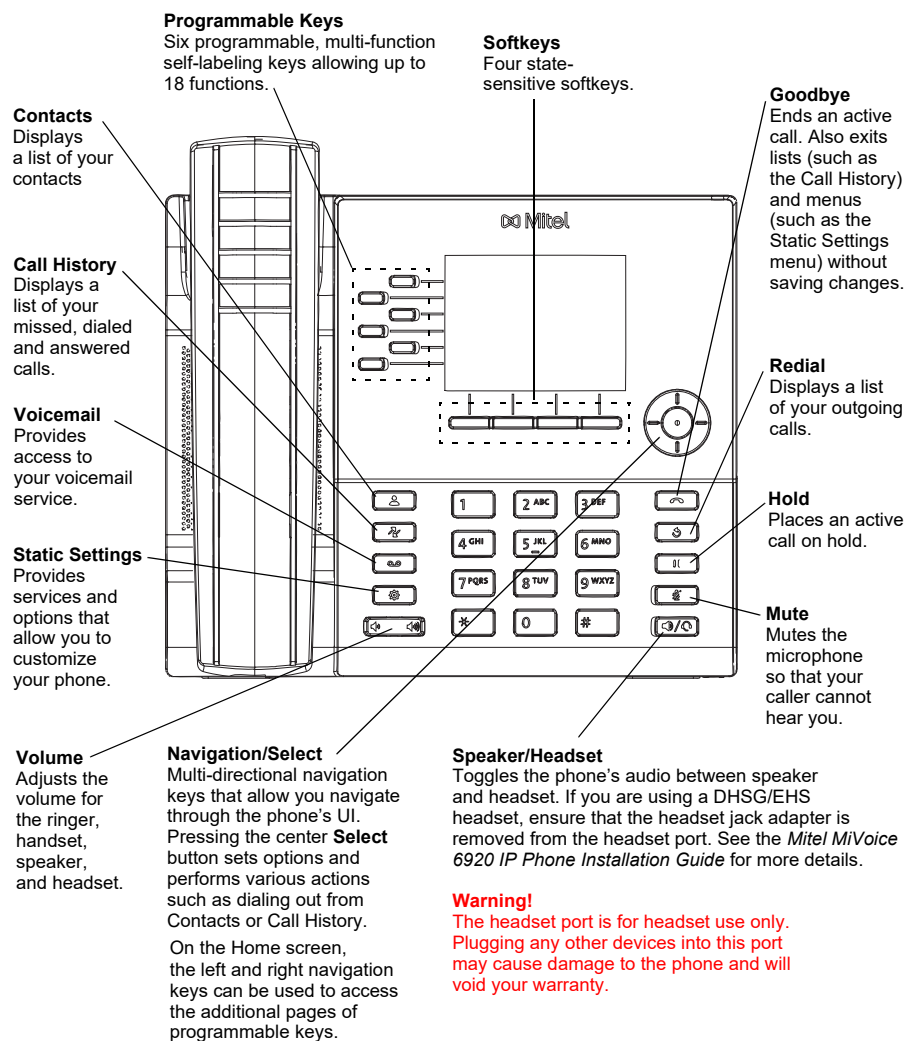 Programmable Keys
Six programmable, multi-function
self-labeling keys allowing up to
18 functions.
Softkeys
Four state-
sensitive softkeys.
Goodbye
Ends an active
call. Also exits
lists (such as
the Call History)
and menus
(such as the
Static Settings
menu) without
saving changes.
Contacts
Displays
a list of your
contacts
Call History
Displays a
list of your
missed, dialed
and answered
calls.
Voicemail
Provides
access to
your voicemail
service.
Static Settings
Provides
services and
options that
allow you to
customize
your phone.
Mitel
1
2 ABC
3 DEF
4 GHI
5 JKL
6 MNO
7 PQRS
8 TUV
9 WXYZ
*
0
#
Redial
Displays a list
of your outgoing
calls.
Hold
Places an active
call on hold.
Mute
Mutes the
microphone
so that your
caller cannot
hear you.
Volume
Adjusts the
volume for
the ringer,
handset,
speaker,
and headset.
Navigation/Select
Multi-directional navigation
keys that allow you navigate
through the phone's UI.
Pressing the center Select
button sets options and
performs various actions
such as dialing out from
Contacts or Call History.
On the Home screen,
the left and right navigation
keys can be used to access
the additional pages of
programmable keys.
Speaker/Headset
Toggles the phone's audio between speaker
and headset. If you are using a DHSG/EHS
headset, ensure that the headset jack adapter is
removed from the headset port. See the Mitel MiVoice
6920 IP Phone Installation Guide for more details.
Warning!
The headset port is for headset use only.
Plugging any other devices into this port
may cause damage to the phone and will
void your warranty.